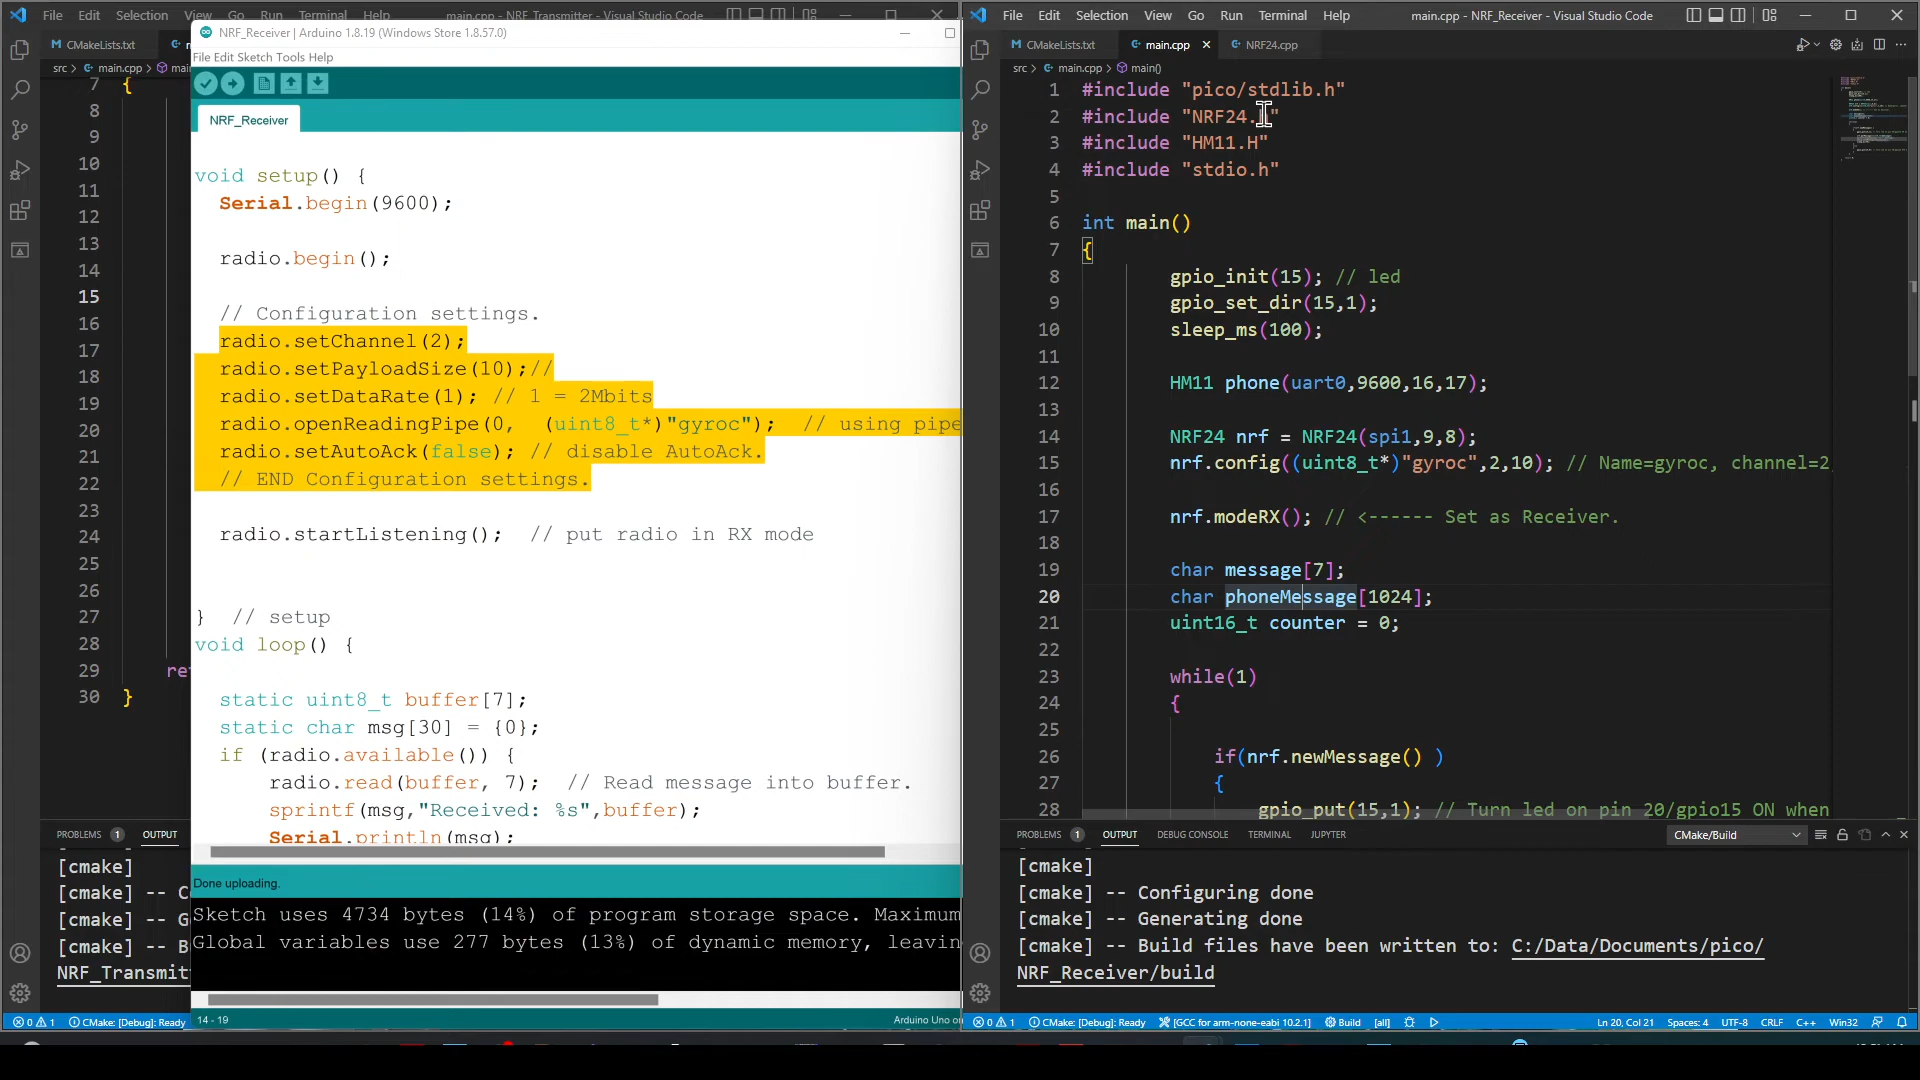 File Edit Selection View Go Run Terminal Help
main.cpp - NRF_Transmitter - Visual Studio Code
CMakeLists.txt
src > main.cpp >
7 {
8
9
10
11
12
13
14
15
16
17
18
19
20
21
22
23
24
25
26
27
28
29
30 }
PROBLEMS 1 OUTPUT
[cmake]
[cmake] --
[cmake] --
[cmake] --
0 1 CMake: [Debug]: Ready
NRF_Receiver | Arduino 1.8.19 (Windows Store 1.8.57.0)
File Edit Sketch Tools Help
NRF_Receiver
void setup() {
Serial.begin(9600);
radio.begin();
// Configuration settings.
radio.setChannel(2);
radio.setPayloadSize(10);//
radio.setDataRate(1); // 1 = 2Mbits
radio.openReadingPipe(0, (uint8_t*)"gyroc"); // using pipe
radio.setAutoAck(false); // disable AutoAck.
// END Configuration settings.
radio.startListening(); // put radio in RX mode
} // setup
void loop() {
static uint8_t buffer[7];
static char msg[30] = {0};
if (radio.available()) {
radio.read(buffer, 7); // Read message into buffer.
sprintf(msg,"Received: %s",buffer);
Serial.println(msg);
Done uploading.
Sketch uses 4734 bytes (14%) of program storage space. Maximum
Global variables use 277 bytes (13%) of dynamic memory,
14 - 19
Arduino Uno on
File Edit Selection View Go Run Terminal Help
main.cpp - NRF_Receiver - Visual Studio Code
CMakeLists.txt main.cpp NRF24.cpp
src > main.cpp > main()
1 #include "pico/stdlib.h"
2 #include "NRF24.
3 #include "HM11.H"
4 #include "stdio.h"
5
6 int main()
7 {
8 gpio_init(15); // led
9 gpio_set_dir(15,1);
10 sleep_ms(100);
11
12 HM11 phone(uart0,9600,16,17);
13
14 NRF24 nrf = NRF24(spi1,9,8);
15 nrf.config((uint8_t*)"gyroc",2,10); // Name=gyroc, channel=2
16
17 nrf.modeRX(); // <------ Set as Receiver.
18
19 char message[7];
20 char phoneMessage[1024];
21 uint16_t counter = 0;
22
23 while(1)
24 {
25
26 if(nrf.newMessage() )
27 {
28 gpio_put(15,1); // Turn led on pin 20/gpio15 ON when
PROBLEMS 1 OUTPUT DEBUG CONSOLE TERMINAL JUPYTER CMake/Build
[cmake]
[cmake] -- Configuring done
[cmake] -- Generating done
[cmake] -- Build files have been written to: C:/Data/Documents/pico/
NRF_Receiver/build
0 1 CMake: [Debug]: Ready [GCC for arm-none-eabi 10.2.1] Build [all] Ln 20, Col 21 Spaces: 4 UTF-8 CRLF C++ Win32